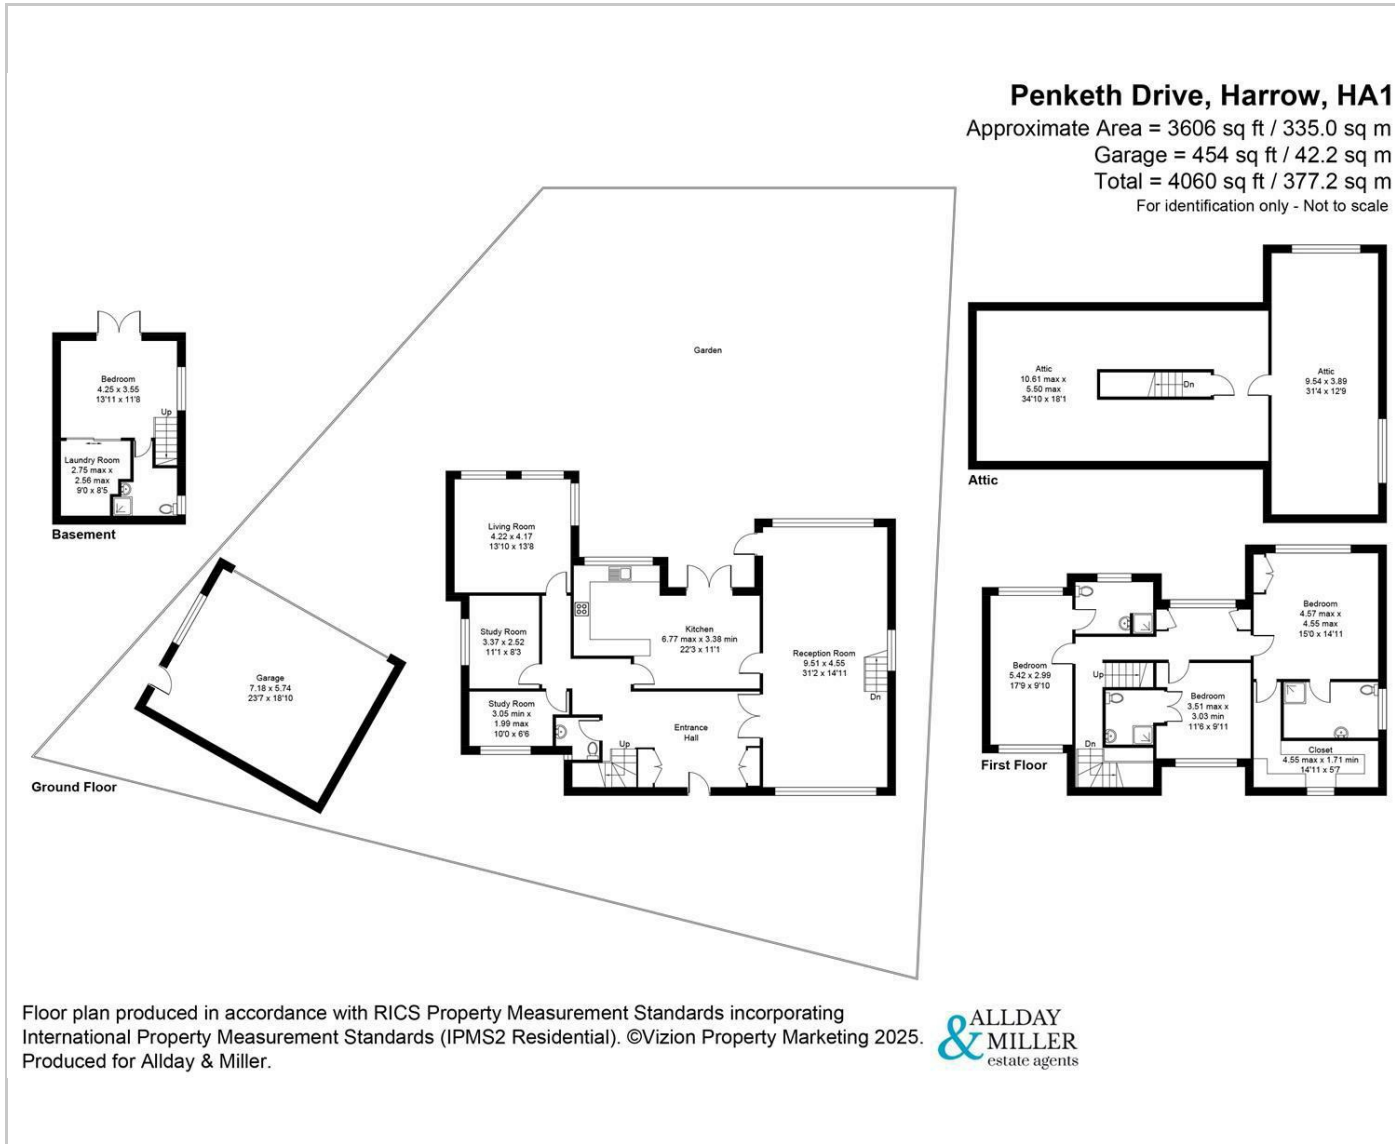 Penketh Drive, Harrow, HA1
Approximate Area = 3606 sq ft / 335.0 sq m
Garage = 454 sq ft / 42.2 sq m
Total = 4060 sq ft / 377.2 sq m
For identification only - Not to scale
Garden
Bedroom
4.25 x 3.55
13'11 x 11'8
Up
Laundry Room
2.75 max x
2.56 max
9'0 x 8'5
Basement
Attic
10.61 max x
5.50 max
34'10 x 18'1
Dn
Attic
9.54 x 3.89
31'4 x 12'9
Attic
Living Room
4.22 x 4.17
13'10 x 13'8
Study Room
3.37 x 2.52
11'1 x 8'3
Kitchen
6.77 max x 3.38 min
22'3 x 11'1
Reception Room
9.51 x 4.55
31'2 x 14'11
Dn
Study Room
3.05 min x
1.99 max
10'0 x 6'6
Entrance
Hall
Up
Garage
7.18 x 5.74
23'7 x 18'10
Ground Floor
Bedroom
4.57 max x
4.55 max
15'0 x 14'11
Bedroom
5.42 x 2.99
17'9 x 9'10
Up
Bedroom
3.51 max x
3.03 min
11'6 x 9'11
Dn
Closet
4.55 max x 1.71 min
14'11 x 5'7
First Floor
Floor plan produced in accordance with RICS Property Measurement Standards incorporating
International Property Measurement Standards (IPMS2 Residential). ©Vizion Property Marketing 2025.
Produced for Allday & Miller.
ALLDAY
& MILLER
estate agents